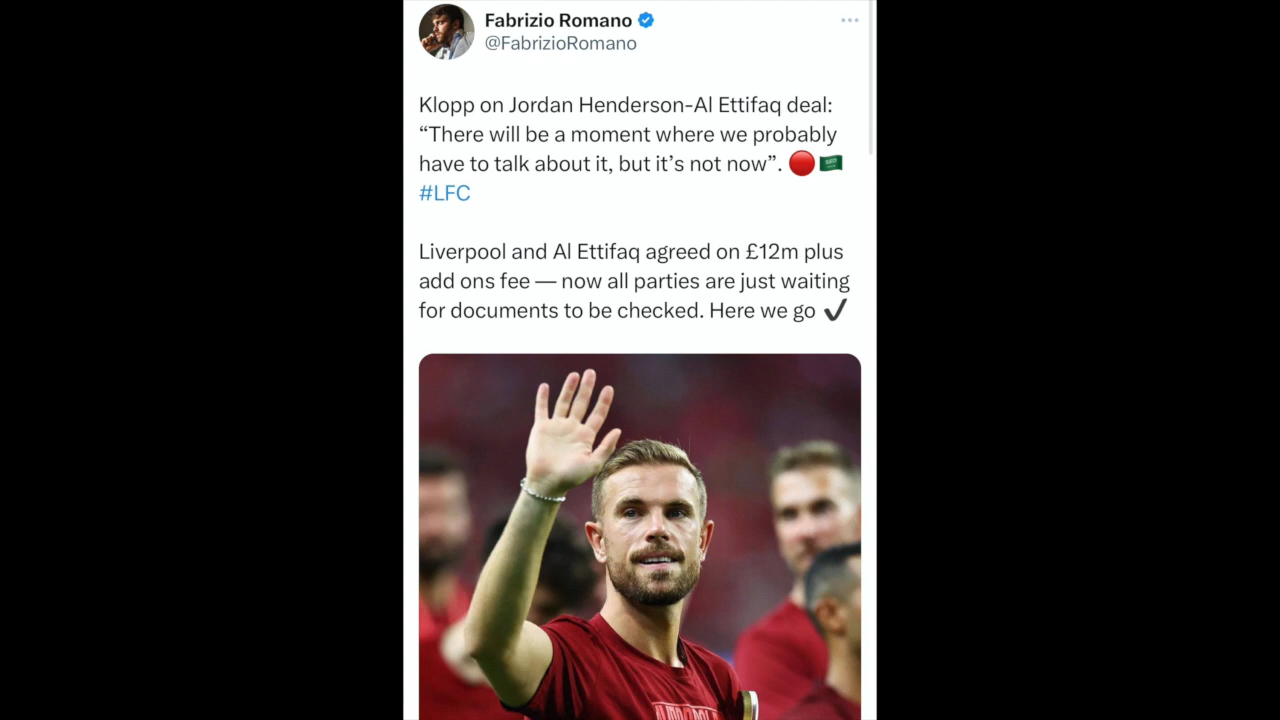 Fabrizio Romano
@FabrizioRomano
Klopp on Jordan Henderson-Al Ettifaq deal:
“There will be a moment where we probably
have to talk about it, but it’s not now”. 🔴🇸🇦
#LFC
Liverpool and Al Ettifaq agreed on £12m plus
add ons fee — now all parties are just waiting
for documents to be checked. Here we go ✔️